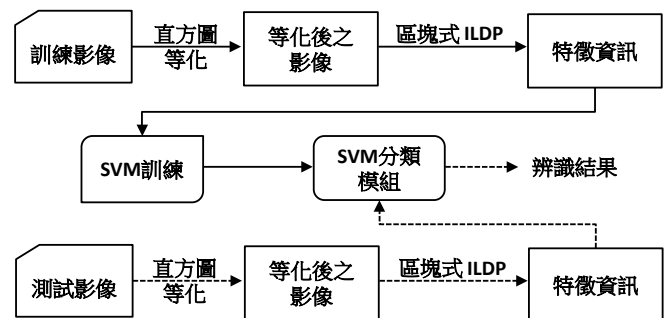 訓練影像
直方圖
等化
等化後之
影像
區塊式 ILDP
特徵資訊
SVM訓練
SVM分類
模組
辨識結果
測試影像
直方圖
等化
等化後之
影像
區塊式 ILDP
特徵資訊